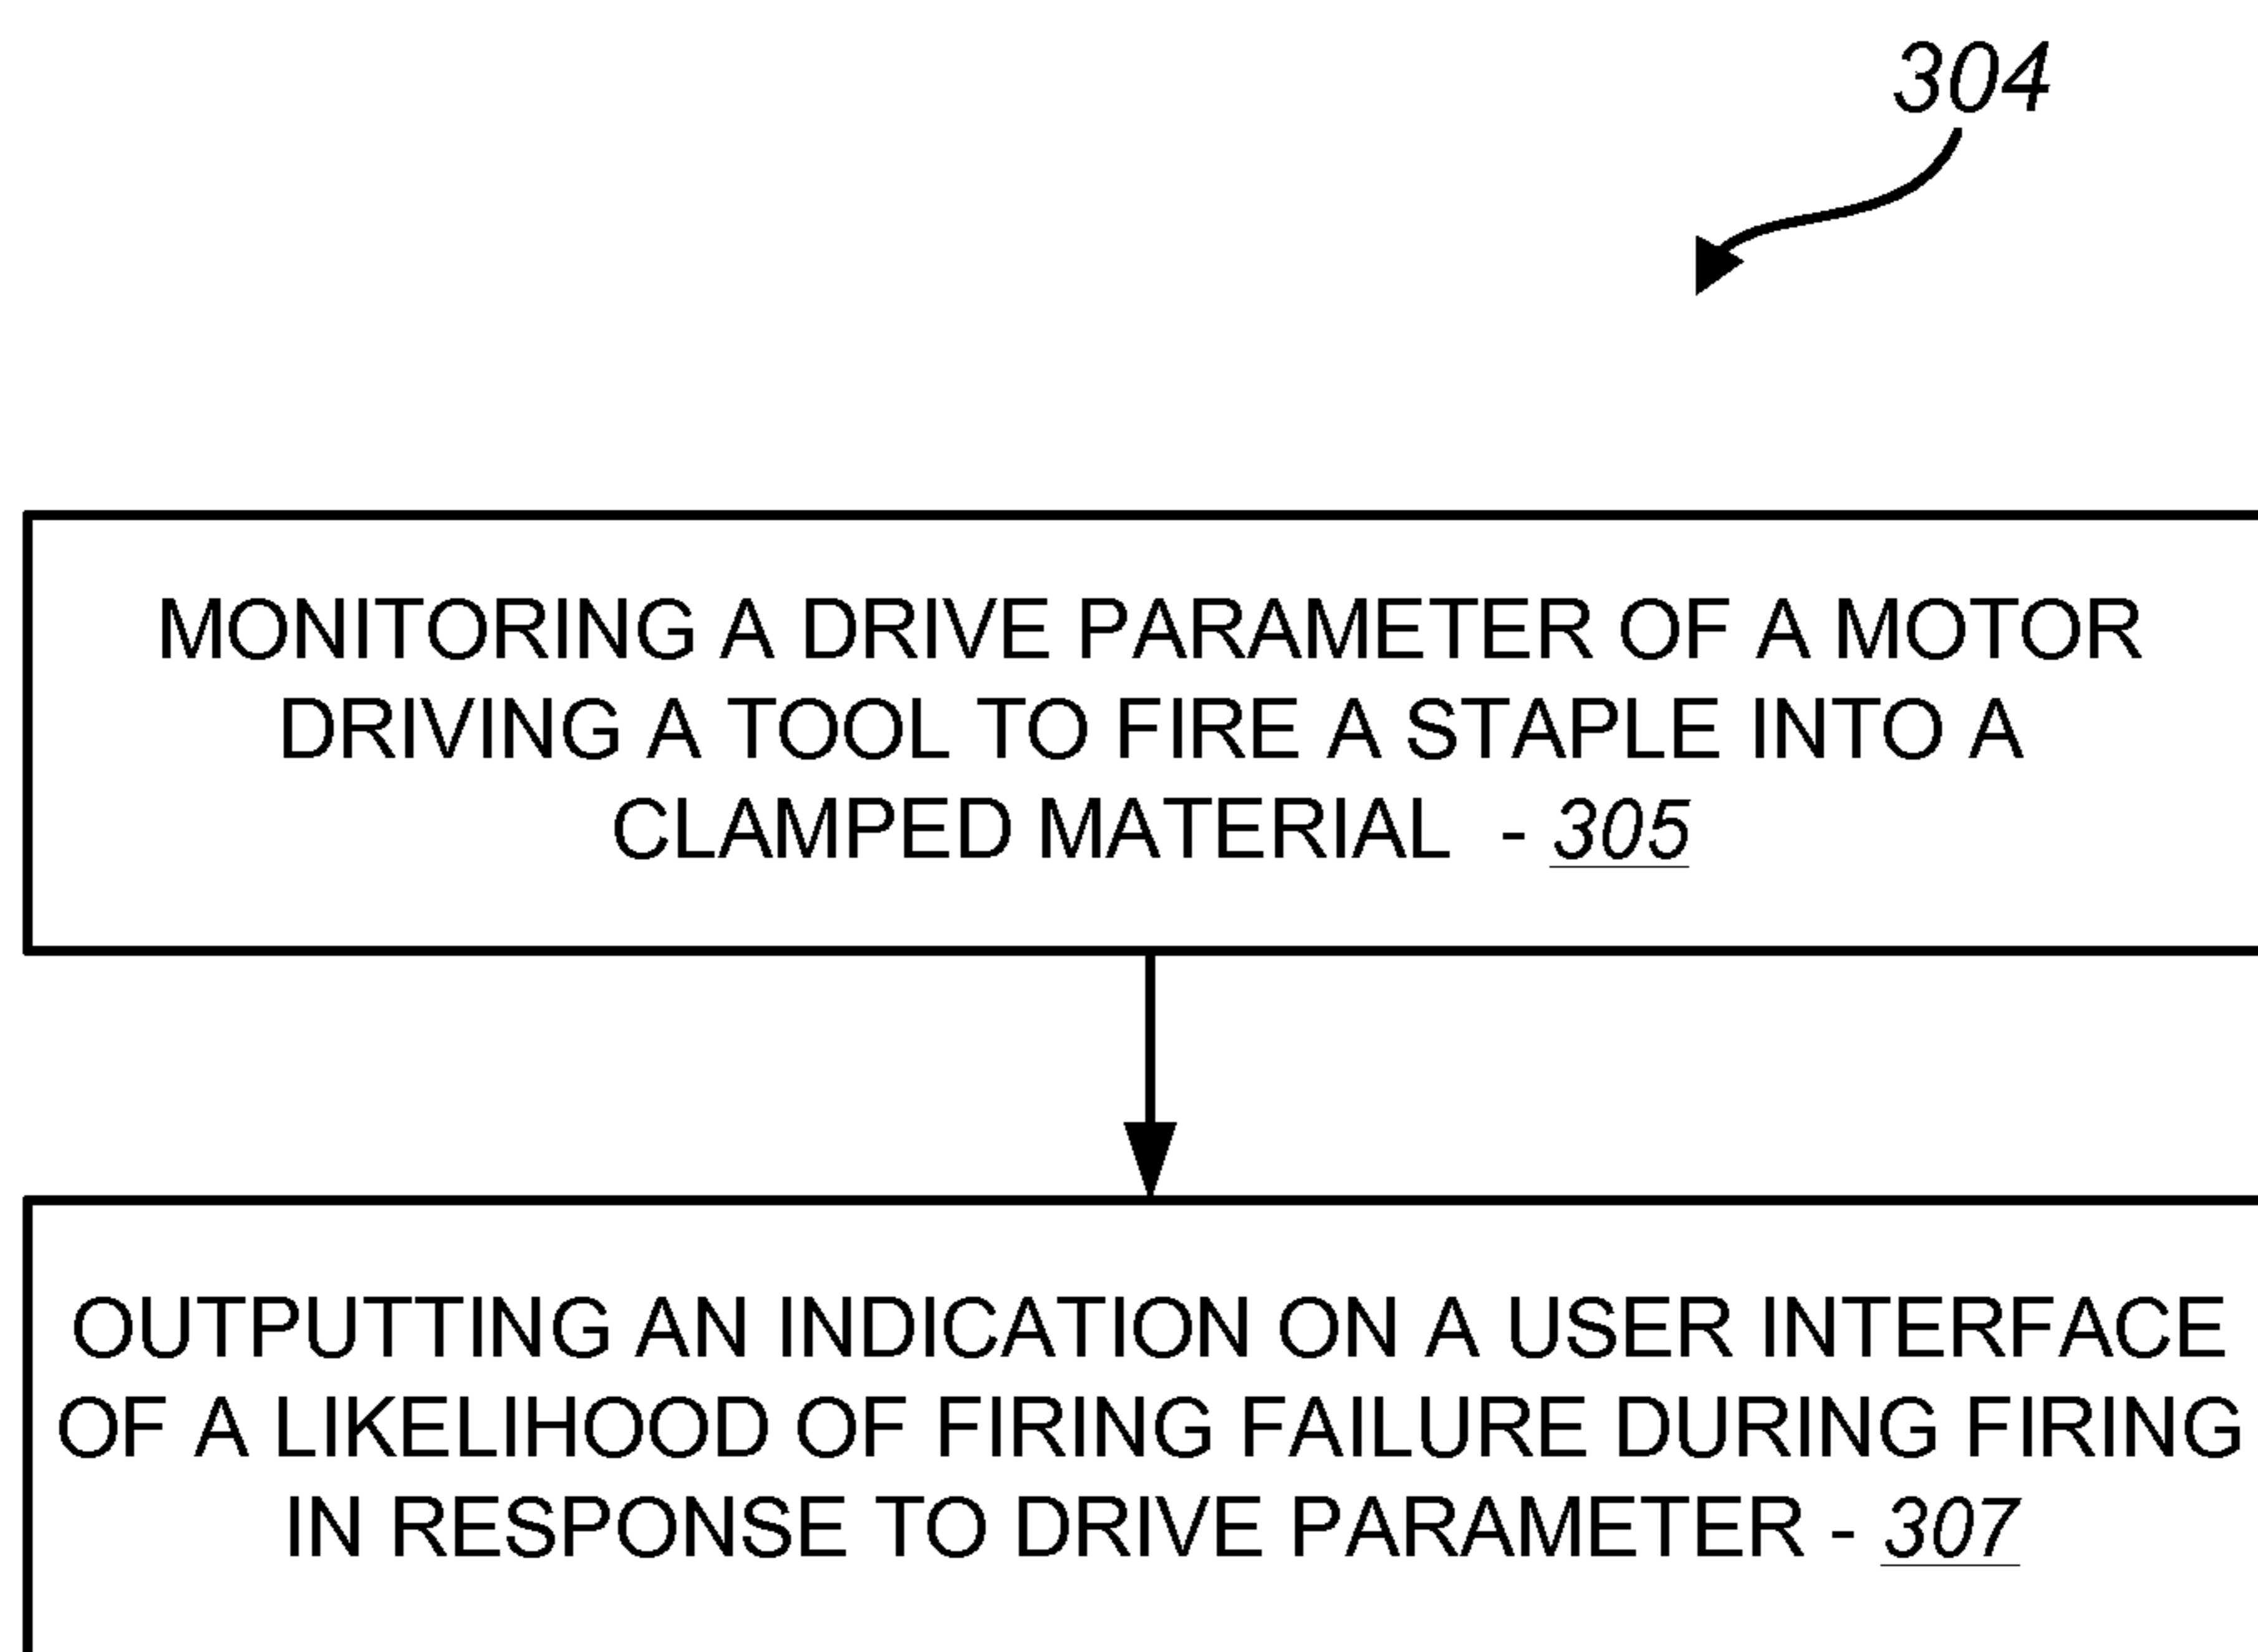 304
MONITORING A DRIVE PARAMETER OF A MOTOR
DRIVING A TOOL TO FIRE A STAPLE INTO A
CLAMPED MATERIAL - 305
OUTPUTTING AN INDICATION ON A USER INTERFACE
OF A LIKELIHOOD OF FIRING FAILURE DURING FIRING
IN RESPONSE TO DRIVE PARAMETER - 307